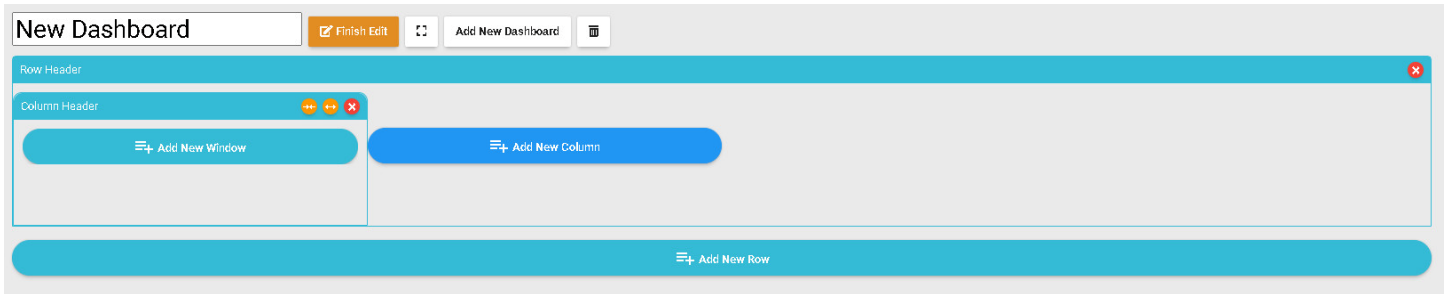 New Dashboard
Finish Edit
Add New Dashboard
Row Header
Column Header
Add New Window
Add New Column
Add New Row